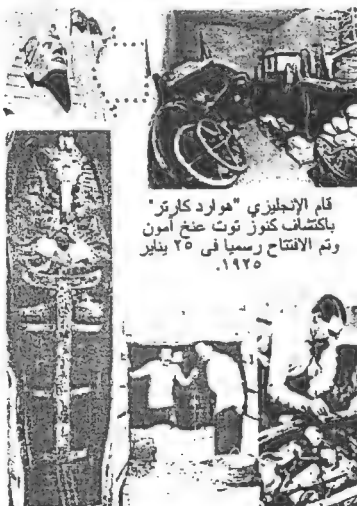 قام الإنجليزي "هوارد كارتر"
باكتشاف كنوز توت عنخ آمون
وتم الافتتاح رسميا فى ٢٥ يناير
١٩٢٥.